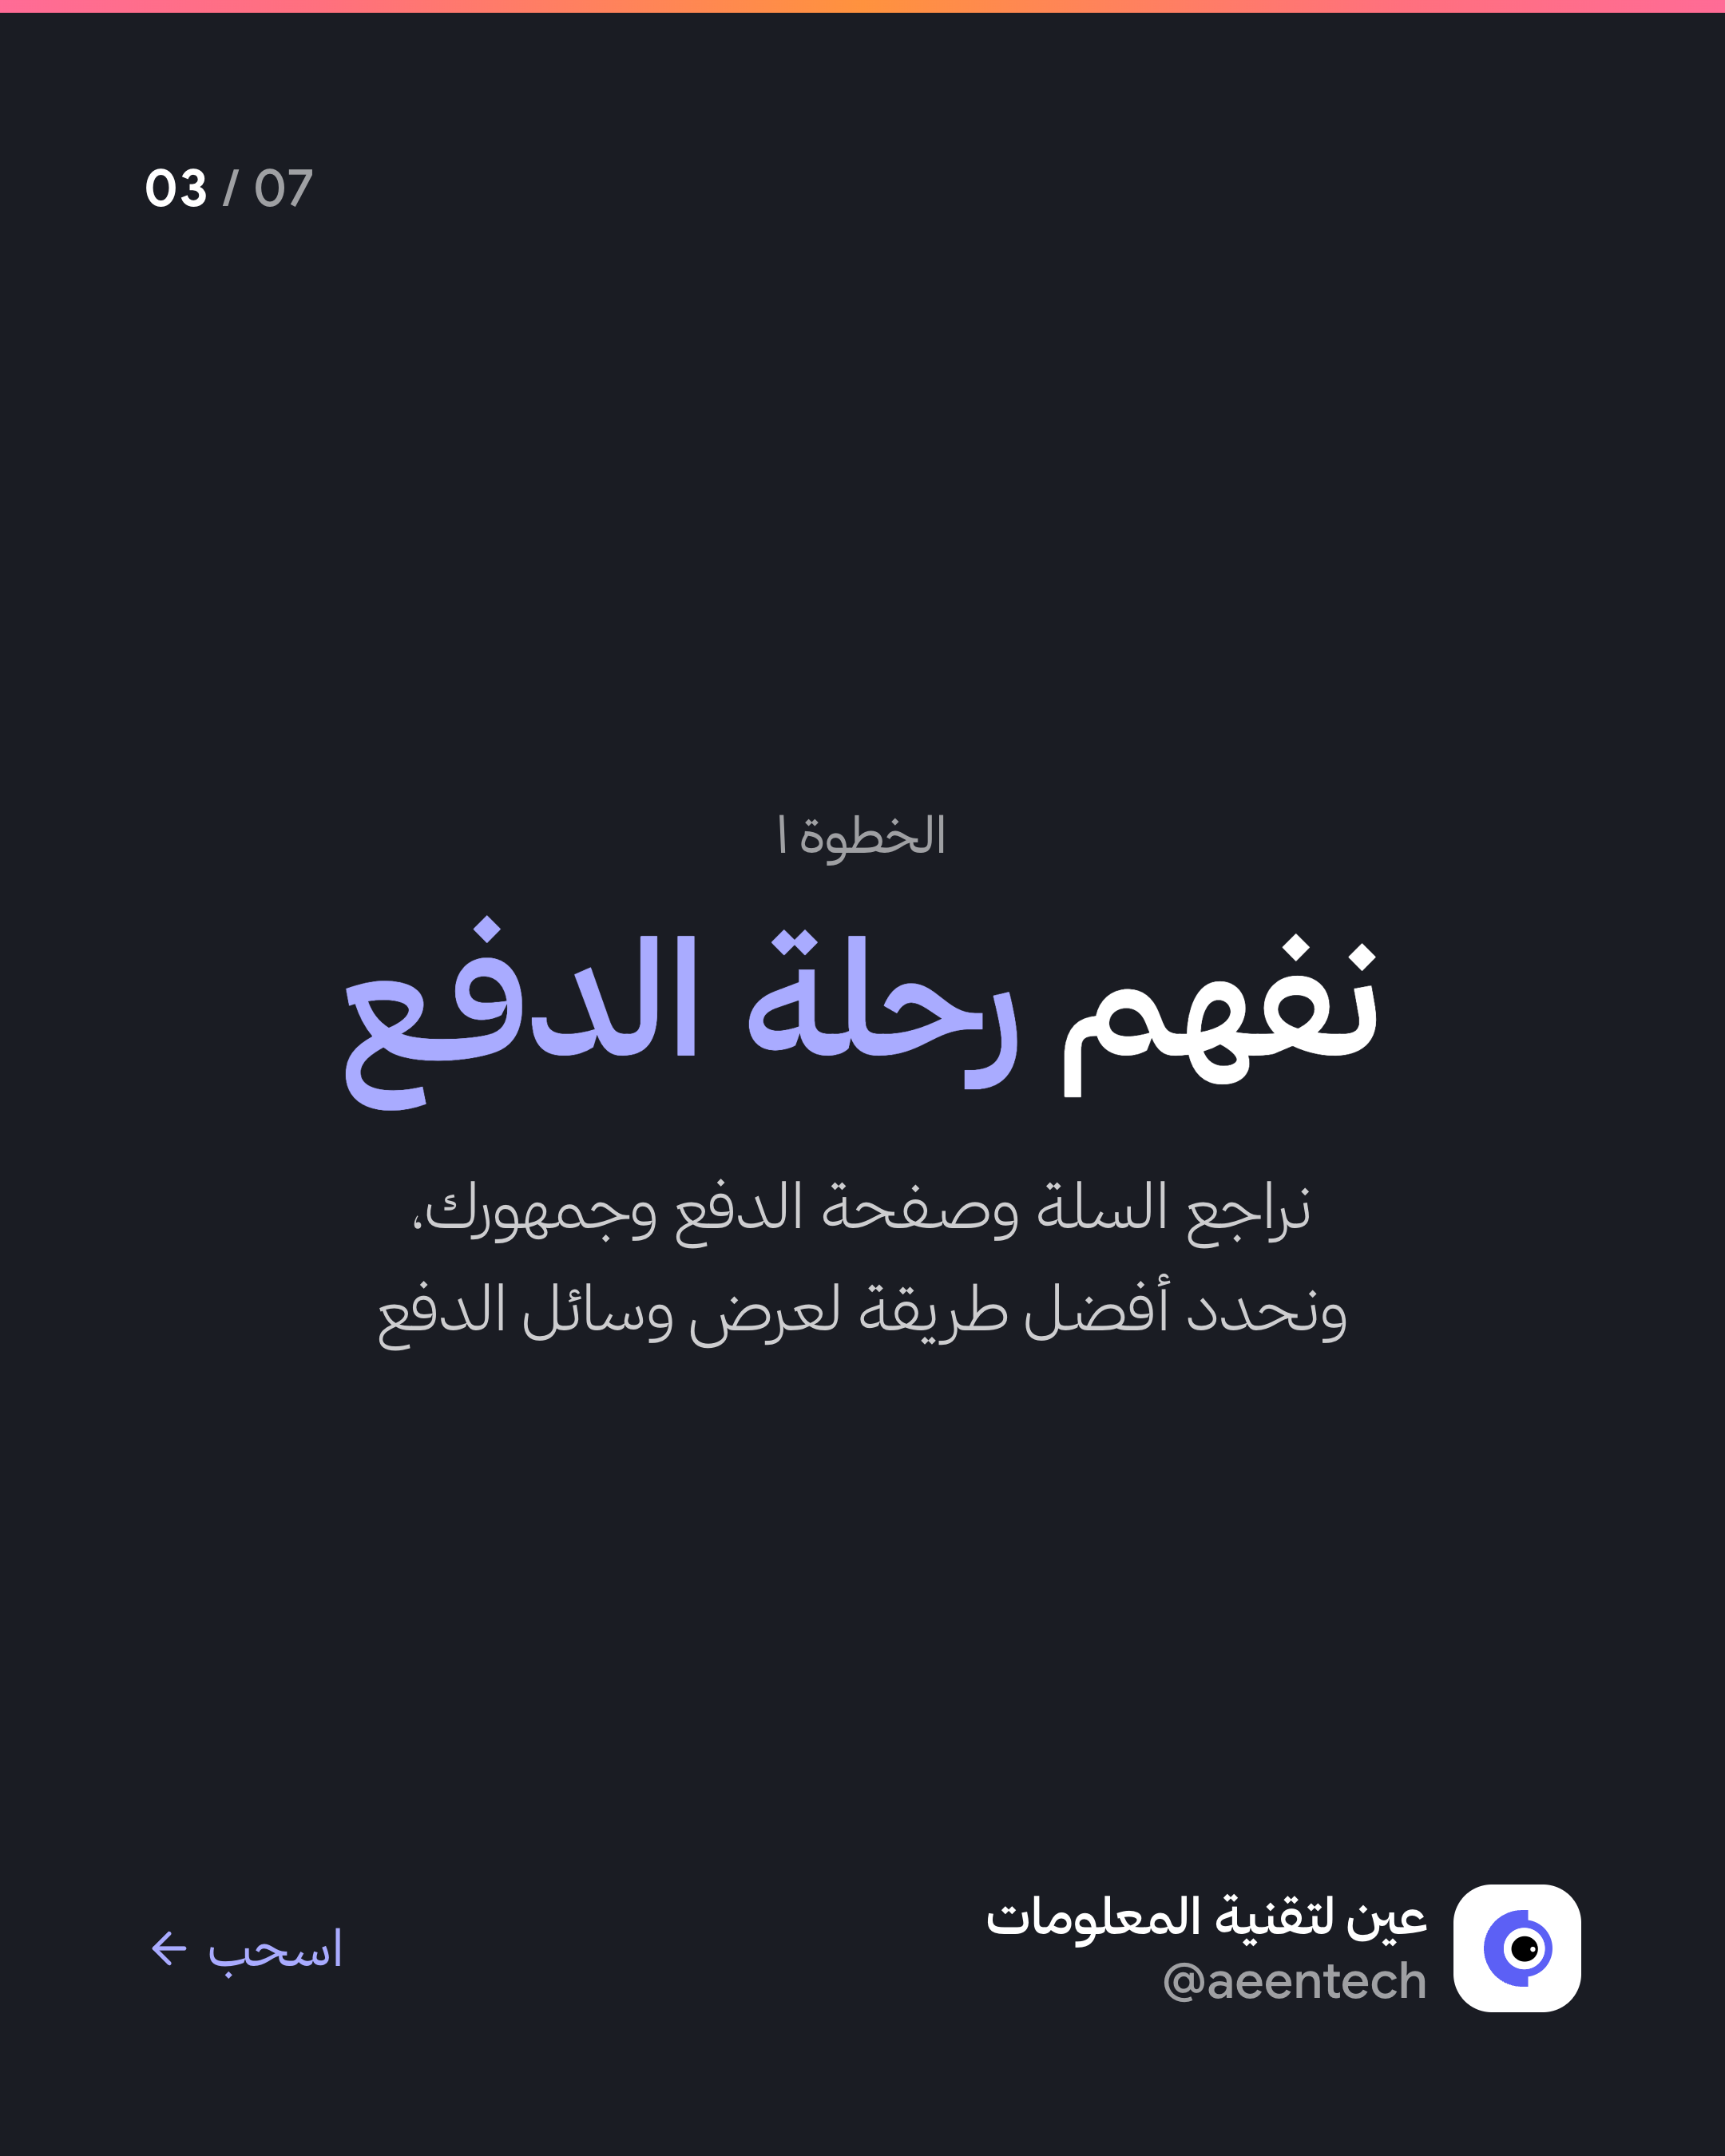 03 / 07
الخطوة ١
نفهم رحلة الدفع
نراجع السلة وصفحة الدفع وجمهورك،
ونحدد أفضل طريقة لعرض وسائل الدفع
عين لتقنية المعلومات
@aeentech
اسحب ←